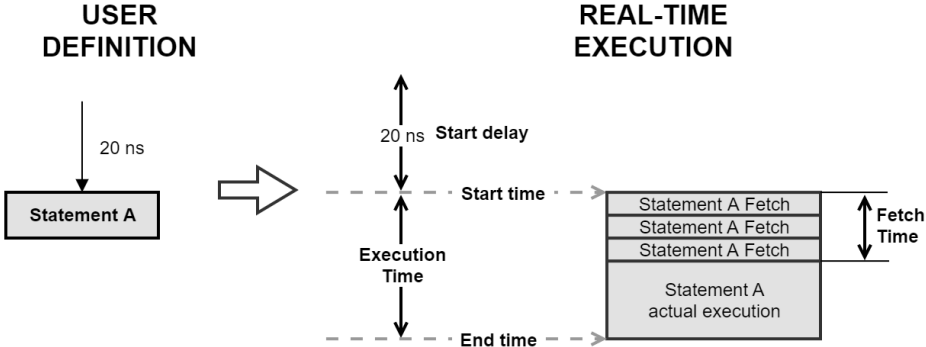 USER
DEFINITION
REAL-TIME
EXECUTION
20 ns
Statement A
20 ns Start delay
Start time
Execution
Time
End time
Statement A Fetch
Statement A Fetch
Statement A Fetch
Statement A
actual execution
Fetch
Time